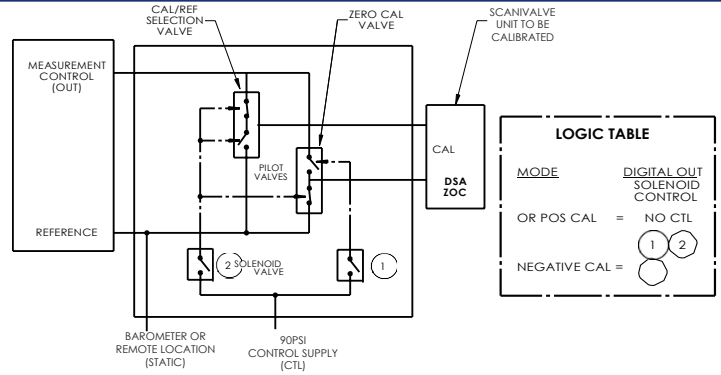 CAL/REF
SELECTION
VALVE
ZERO CAL
VALVE
SCANIVALVE
UNIT TO BE
CALIBRATED
MEASUREMENT
CONTROL
(OUT)
REFERENCE
PILOT
VALVES
CAL
DSA
ZOC
2 SOLENOID
VALVE
1
BAROMETER OR
REMOTE LOCATION
(STATIC)
90PSI
CONTROL SUPPLY
(CTL)
LOGIC TABLE
MODE DIGITAL OUT
SOLENOID
CONTROL
OR POS CAL = NO CTL
1 2
NEGATIVE CAL =